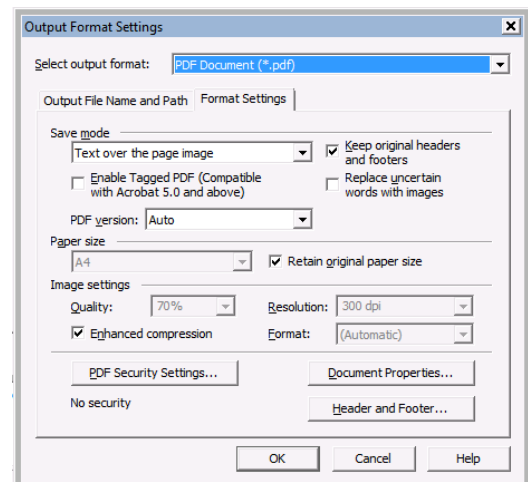 Output Format Settings
Select output format: PDF Document (*.pdf)
Output File Name and Path Format Settings
Save mode
Text over the page image
Keep original headers
and footers
Enable Tagged PDF (Compatible
with Acrobat 5.0 and above)
Replace uncertain
words with images
PDF version: Auto
Paper size
A4 Retain original paper size
Image settings
Quality: 70% Resolution: 300 dpi
Enhanced compression Format: (Automatic)
PDF Security Settings... Document Properties...
No security Header and Footer...
OK Cancel Help